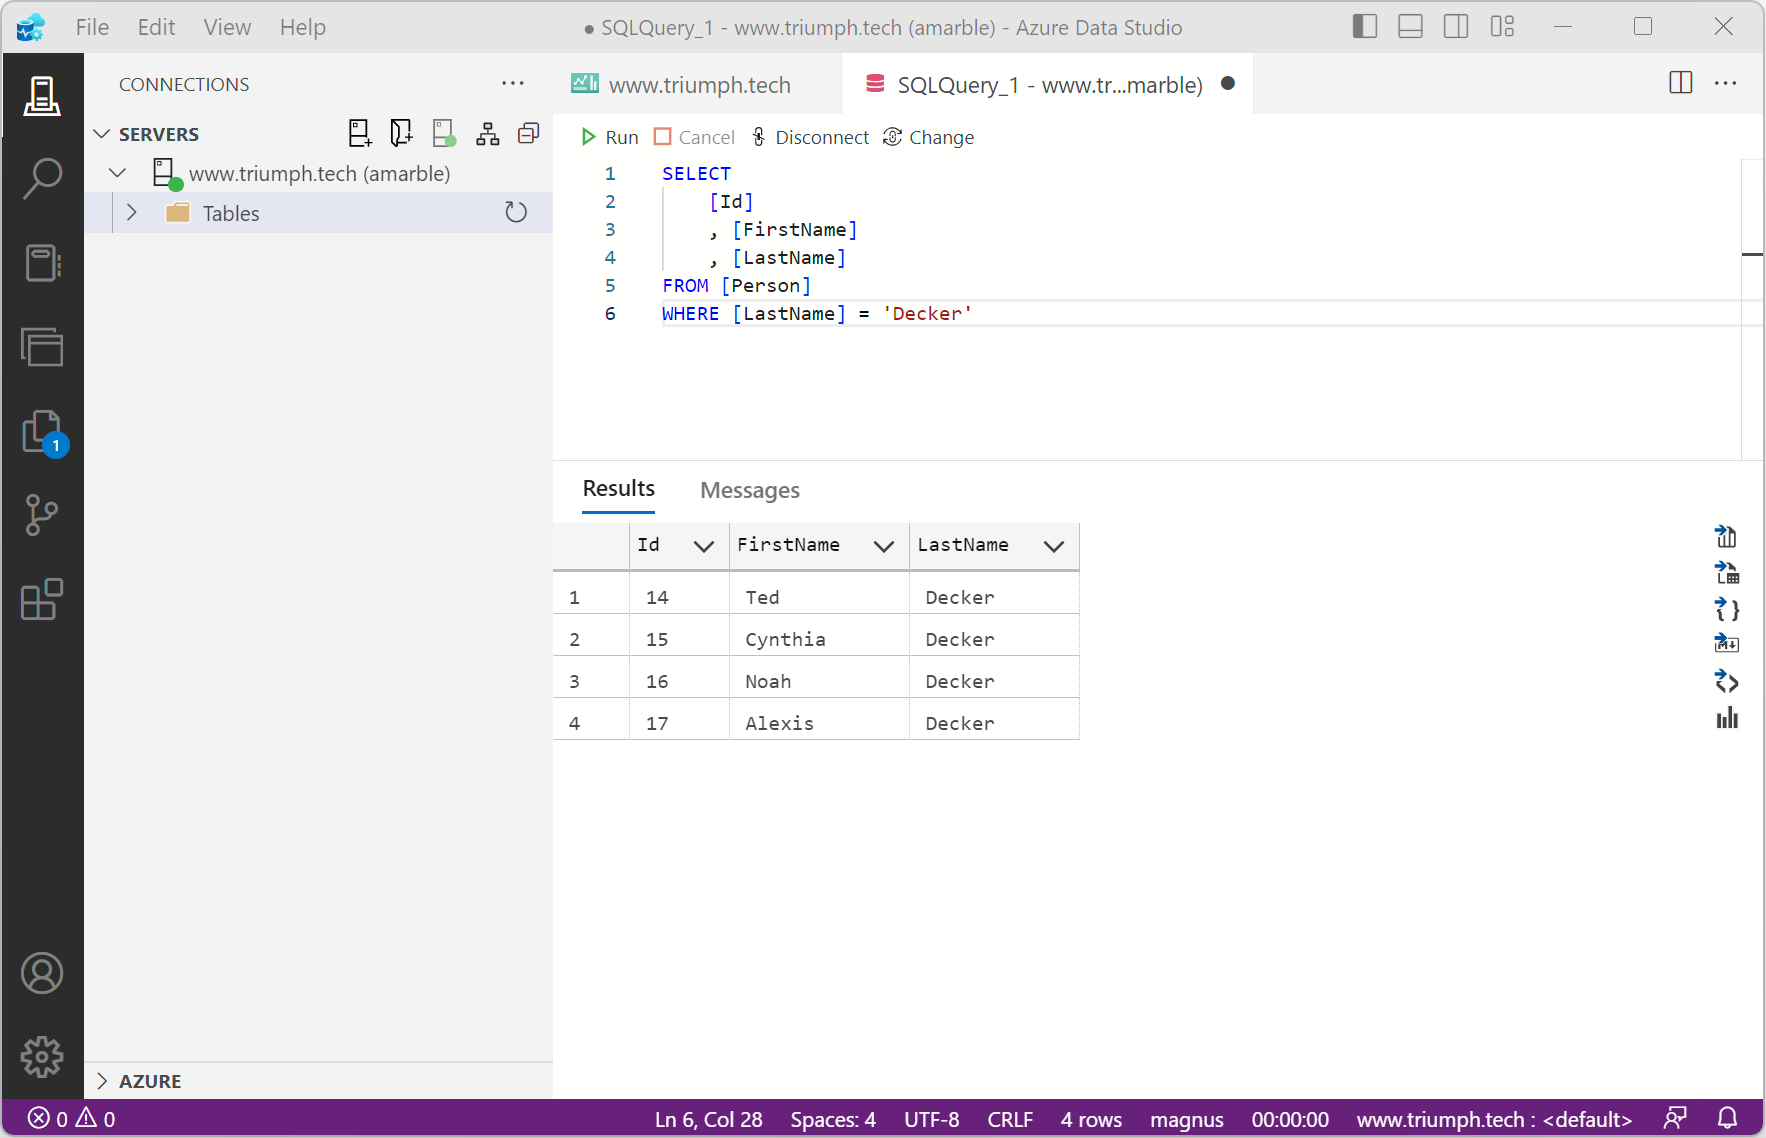 File Edit View Help
● SQLQuery_1 - www.triumph.tech (amarble) - Azure Data Studio
CONNECTIONS
SERVERS
www.triumph.tech (amarble)
Tables
AZURE
1
www.triumph.tech
SQLQuery_1 - www.tr...marble)
Run Cancel Disconnect Change
1 SELECT
2 [Id]
3 , [FirstName]
4 , [LastName]
5 FROM [Person]
6 WHERE [LastName] = 'Decker'
Results Messages
Id FirstName LastName
1 14 Ted Decker
2 15 Cynthia Decker
3 16 Noah Decker
4 17 Alexis Decker
0 0 Ln 6, Col 28 Spaces: 4 UTF-8 CRLF 4 rows magnus 00:00:00 www.triumph.tech : <default>